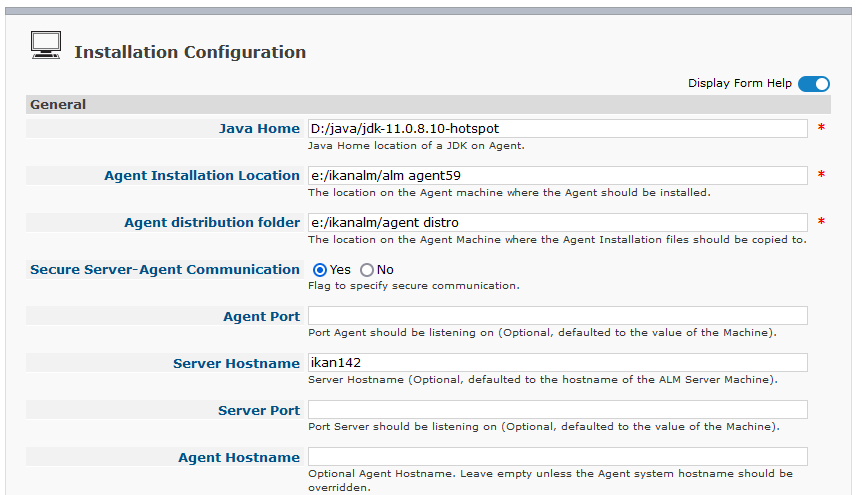 Installation Configuration
Display Form Help
General
Java Home D:/java/jdk-11.0.8.10-hotspot *
Java Home location of a JDK on Agent.
Agent Installation Location e:/ikanalm/alm agent59 *
The location on the Agent machine where the Agent should be installed.
Agent distribution folder e:/ikanalm/agent distro *
The location on the Agent Machine where the Agent Installation files should be copied to.
Secure Server-Agent Communication Yes No
Flag to specify secure communication.
Agent Port
Port Agent should be listening on (Optional, defaulted to the value of the Machine).
Server Hostname ikan142
Server Hostname (Optional, defaulted to the hostname of the ALM Server Machine).
Server Port
Port Server should be listening on (Optional, defaulted to the value of the Machine).
Agent Hostname
Optional Agent Hostname. Leave empty unless the Agent system hostname should be
overridden.